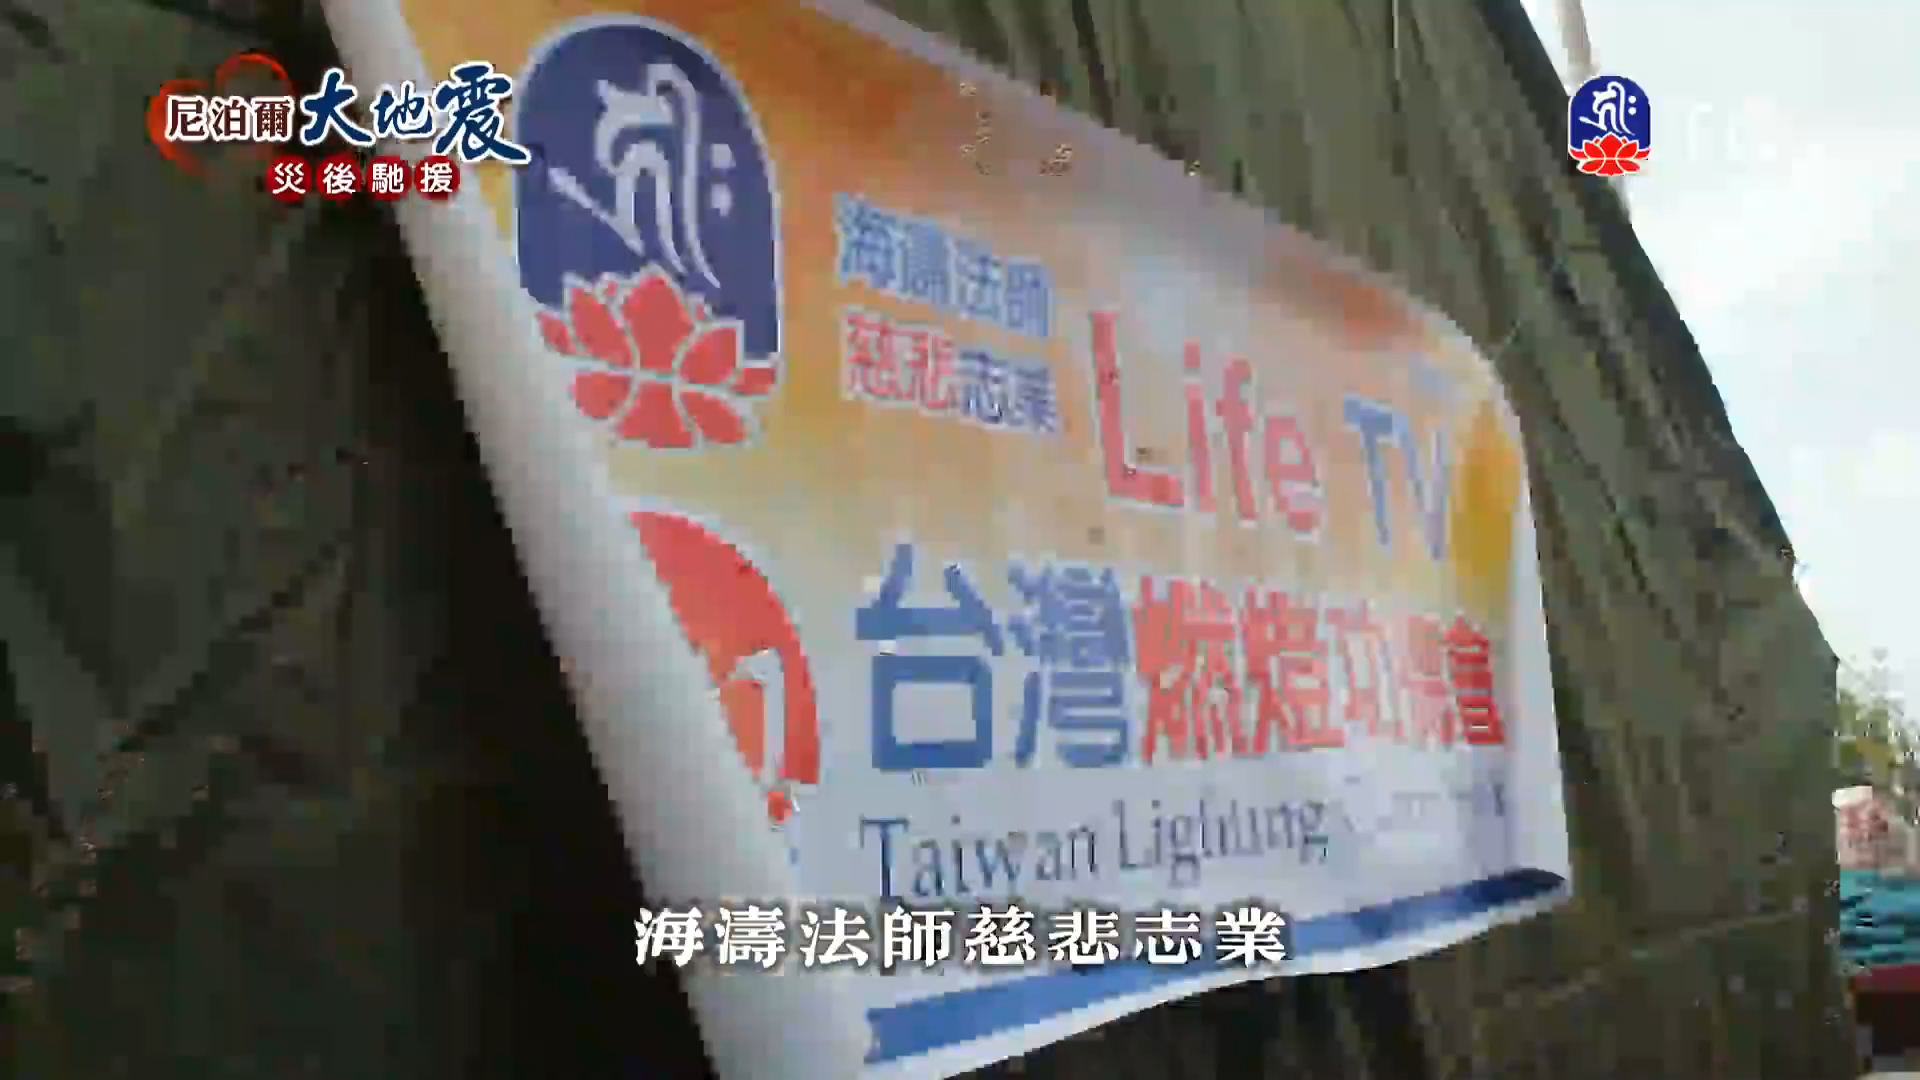 尼泊爾大地震
災後馳援
海濤法師
慈悲志業
Life TV
台灣燃燈功德會
Taiwan Lighting
海濤法師慈悲志業